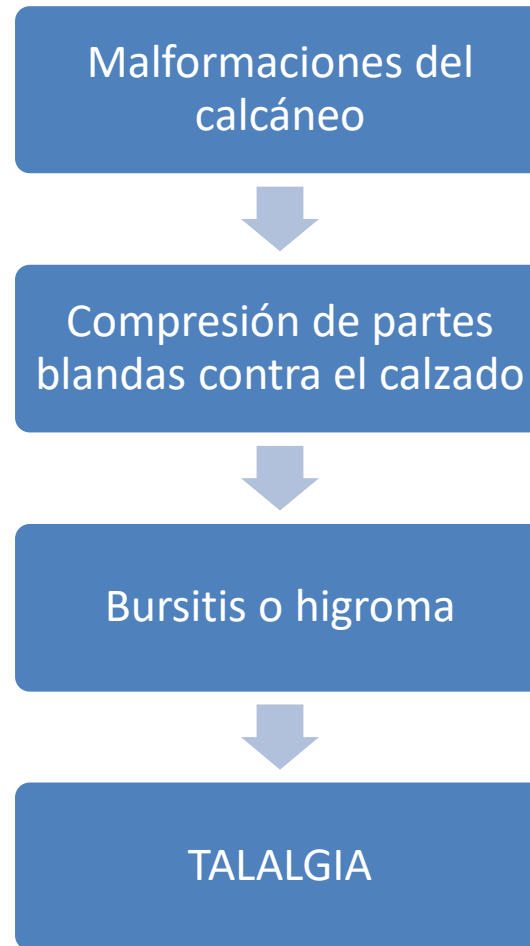 Malformaciones del
calcáneo
Compresión de partes
blandas contra el calzado
Bursitis o higroma
TALALGIA